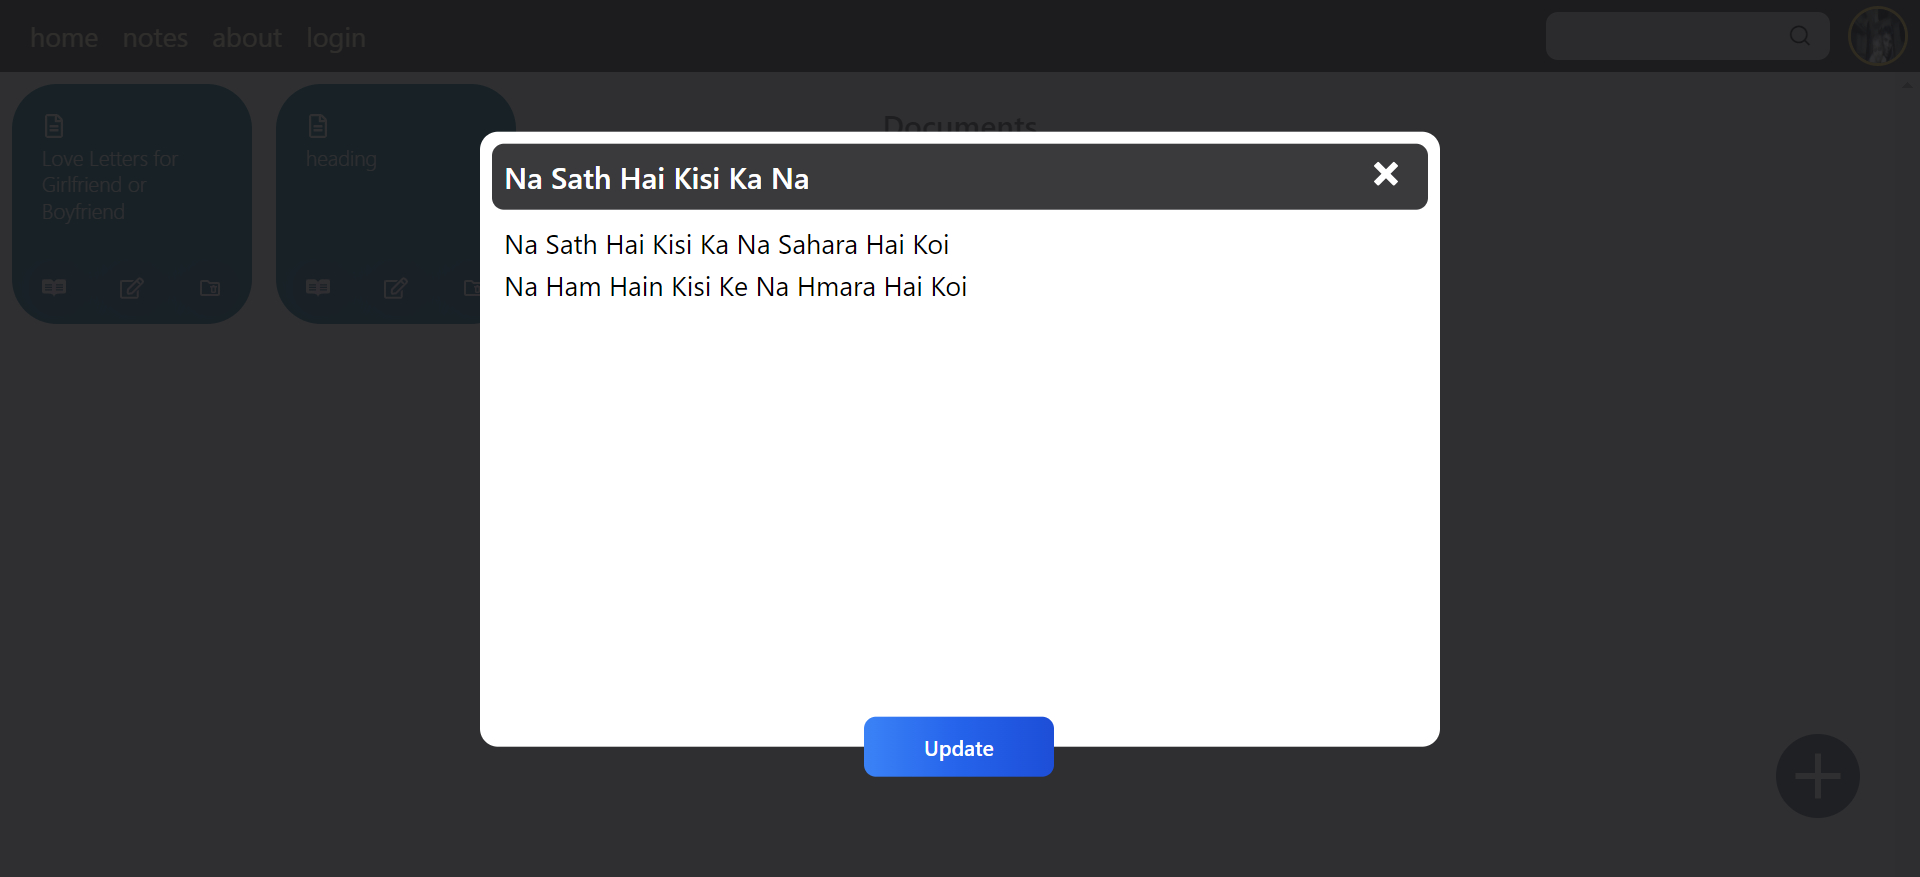 home notes about login
Documents
Love Letters for
Girlfriend or
Boyfriend
heading
Na Sath Hai Kisi Ka Na
Na Sath Hai Kisi Ka Na Sahara Hai Koi
Na Ham Hain Kisi Ke Na Hmara Hai Koi
Update